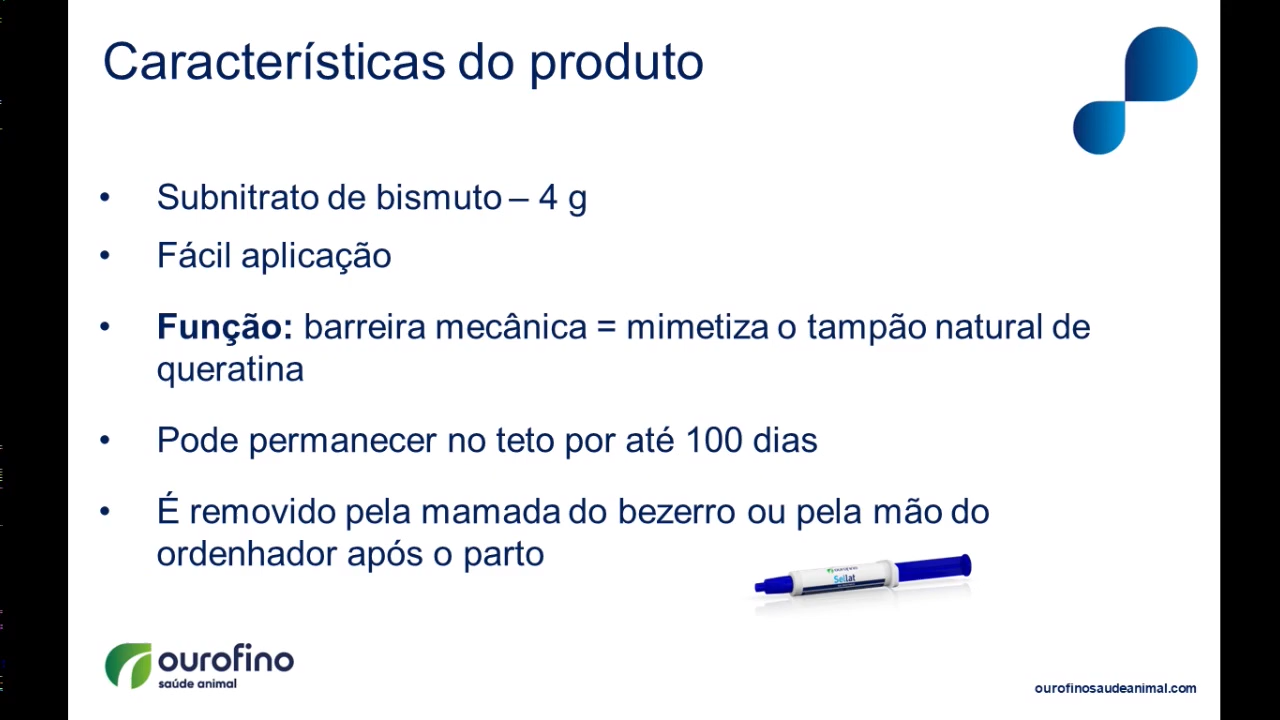 Características do produto
• Subnitrato de bismuto – 4 g
• Fácil aplicação
• Função: barreira mecânica = mimetiza o tampão natural de
queratina
• Pode permanecer no teto por até 100 dias
• É removido pela mamada do bezerro ou pela mão do
ordenhador após o parto
ourofino
Sellat
ourofino
saúde animal
ourofinosaudeanimal.com